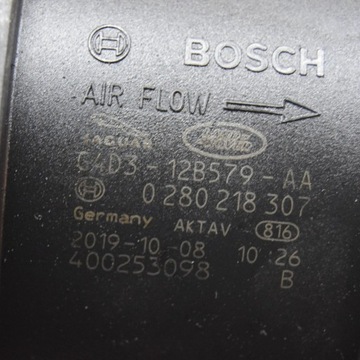 BOSCH
AIR FLOW
JAGUAR
C4D3-12B579-AA
0 280 218 307
Germany AKTAV 816
2019-10-08 10:26
400253098 B